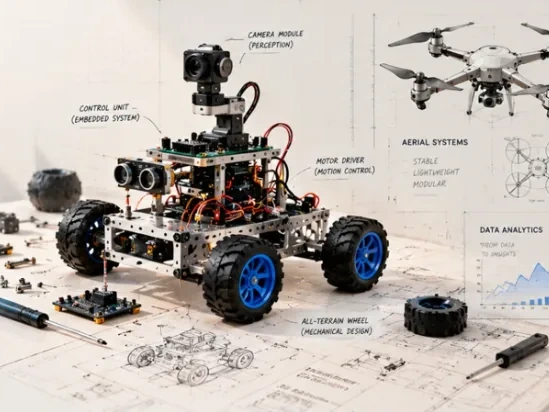 CAMERA MODULE
(PERCEPTION)
CONTROL UNIT
(EMBEDDED SYSTEM)
MOTOR DRIVER
(MOTION CONTROL)
AERIAL SYSTEMS
STABLE
LIGHTWEIGHT
MODULAR
DATA ANALYTICS
FROM DATA
TO INSIGHTS
ALL-TERRAIN WHEEL
(MECHANICAL DESIGN)